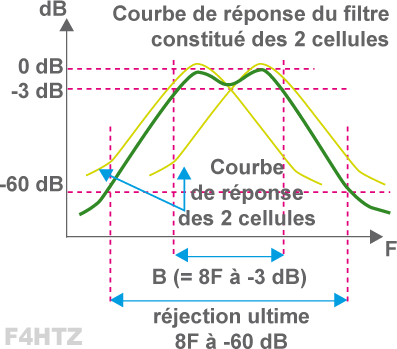 dB
Courbe de réponse du filtre
constitué des 2 cellules
0 dB
-3 dB
-60 dB
Courbe
de réponse
des 2 cellules
F
B (= 8F à -3 dB)
réjection ultime
8F à -60 dB
F4HTZ